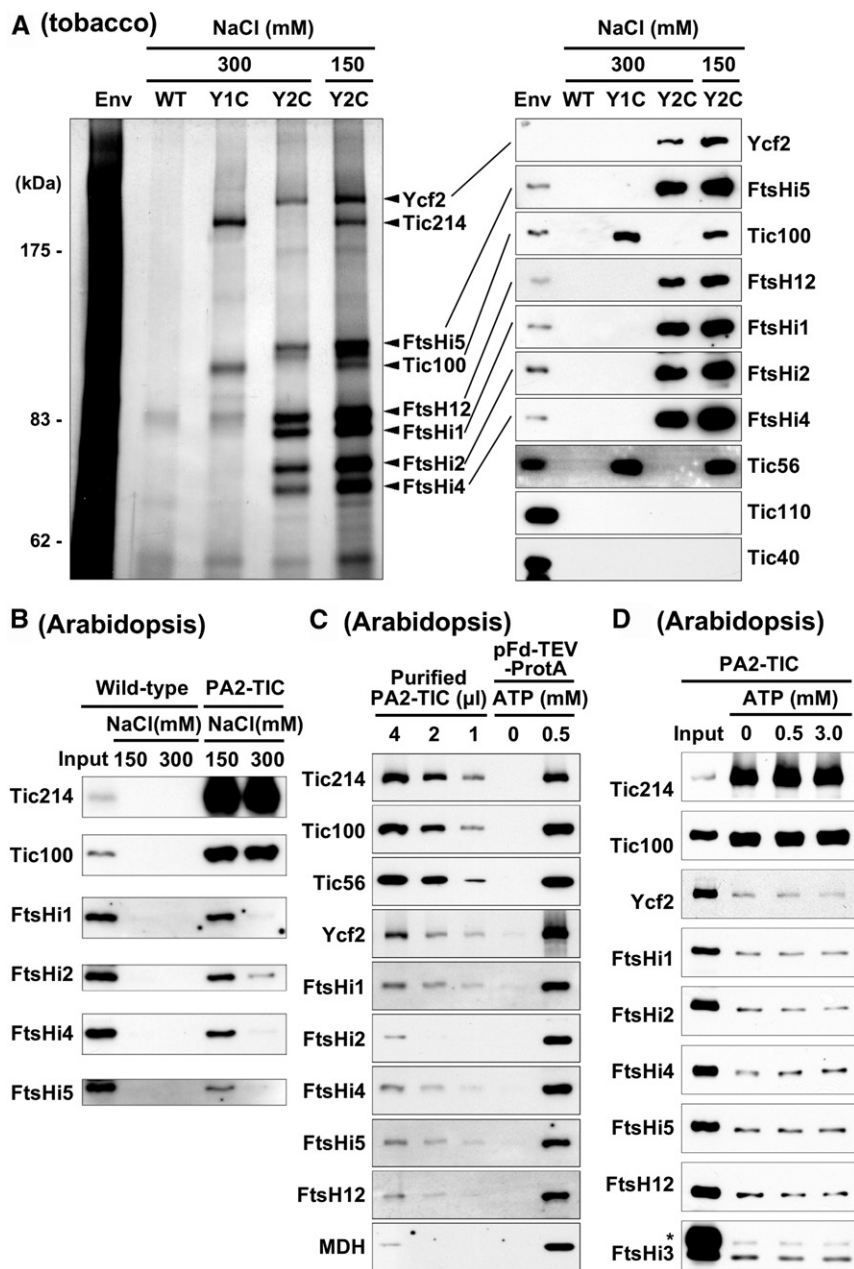 A (tobacco)
NaCl (mM)
300 150
Env WT Y1C Y2C Y2C
(kDa)
175 -
83 -
62 -
Ycf2
Tic214
FtsHi5
Tic100
FtsH12
FtsHi1
FtsHi2
FtsHi4
NaCl (mM)
300 150
Env WT Y1C Y2C Y2C
Ycf2
FtsHi5
Tic100
FtsH12
FtsHi1
FtsHi2
FtsHi4
Tic56
Tic110
Tic40
B (Arabidopsis)
Wild-type PA2-TIC
NaCl(mM) NaCl(mM)
Input 150 300 150 300
Tic214
Tic100
FtsHi1
FtsHi2
FtsHi4
FtsHi5
C (Arabidopsis)
pFd-TEV
-ProtA
Purified
PA2-TIC (µl) ATP (mM)
4 2 1 0 0.5
Tic214
Tic100
Tic56
Ycf2
FtsHi1
FtsHi2
FtsHi4
FtsHi5
FtsH12
MDH
D (Arabidopsis)
PA2-TIC
ATP (mM)
Input 0 0.5 3.0
Tic214
Tic100
Ycf2
FtsHi1
FtsHi2
FtsHi4
FtsHi5
FtsH12
*
FtsHi3